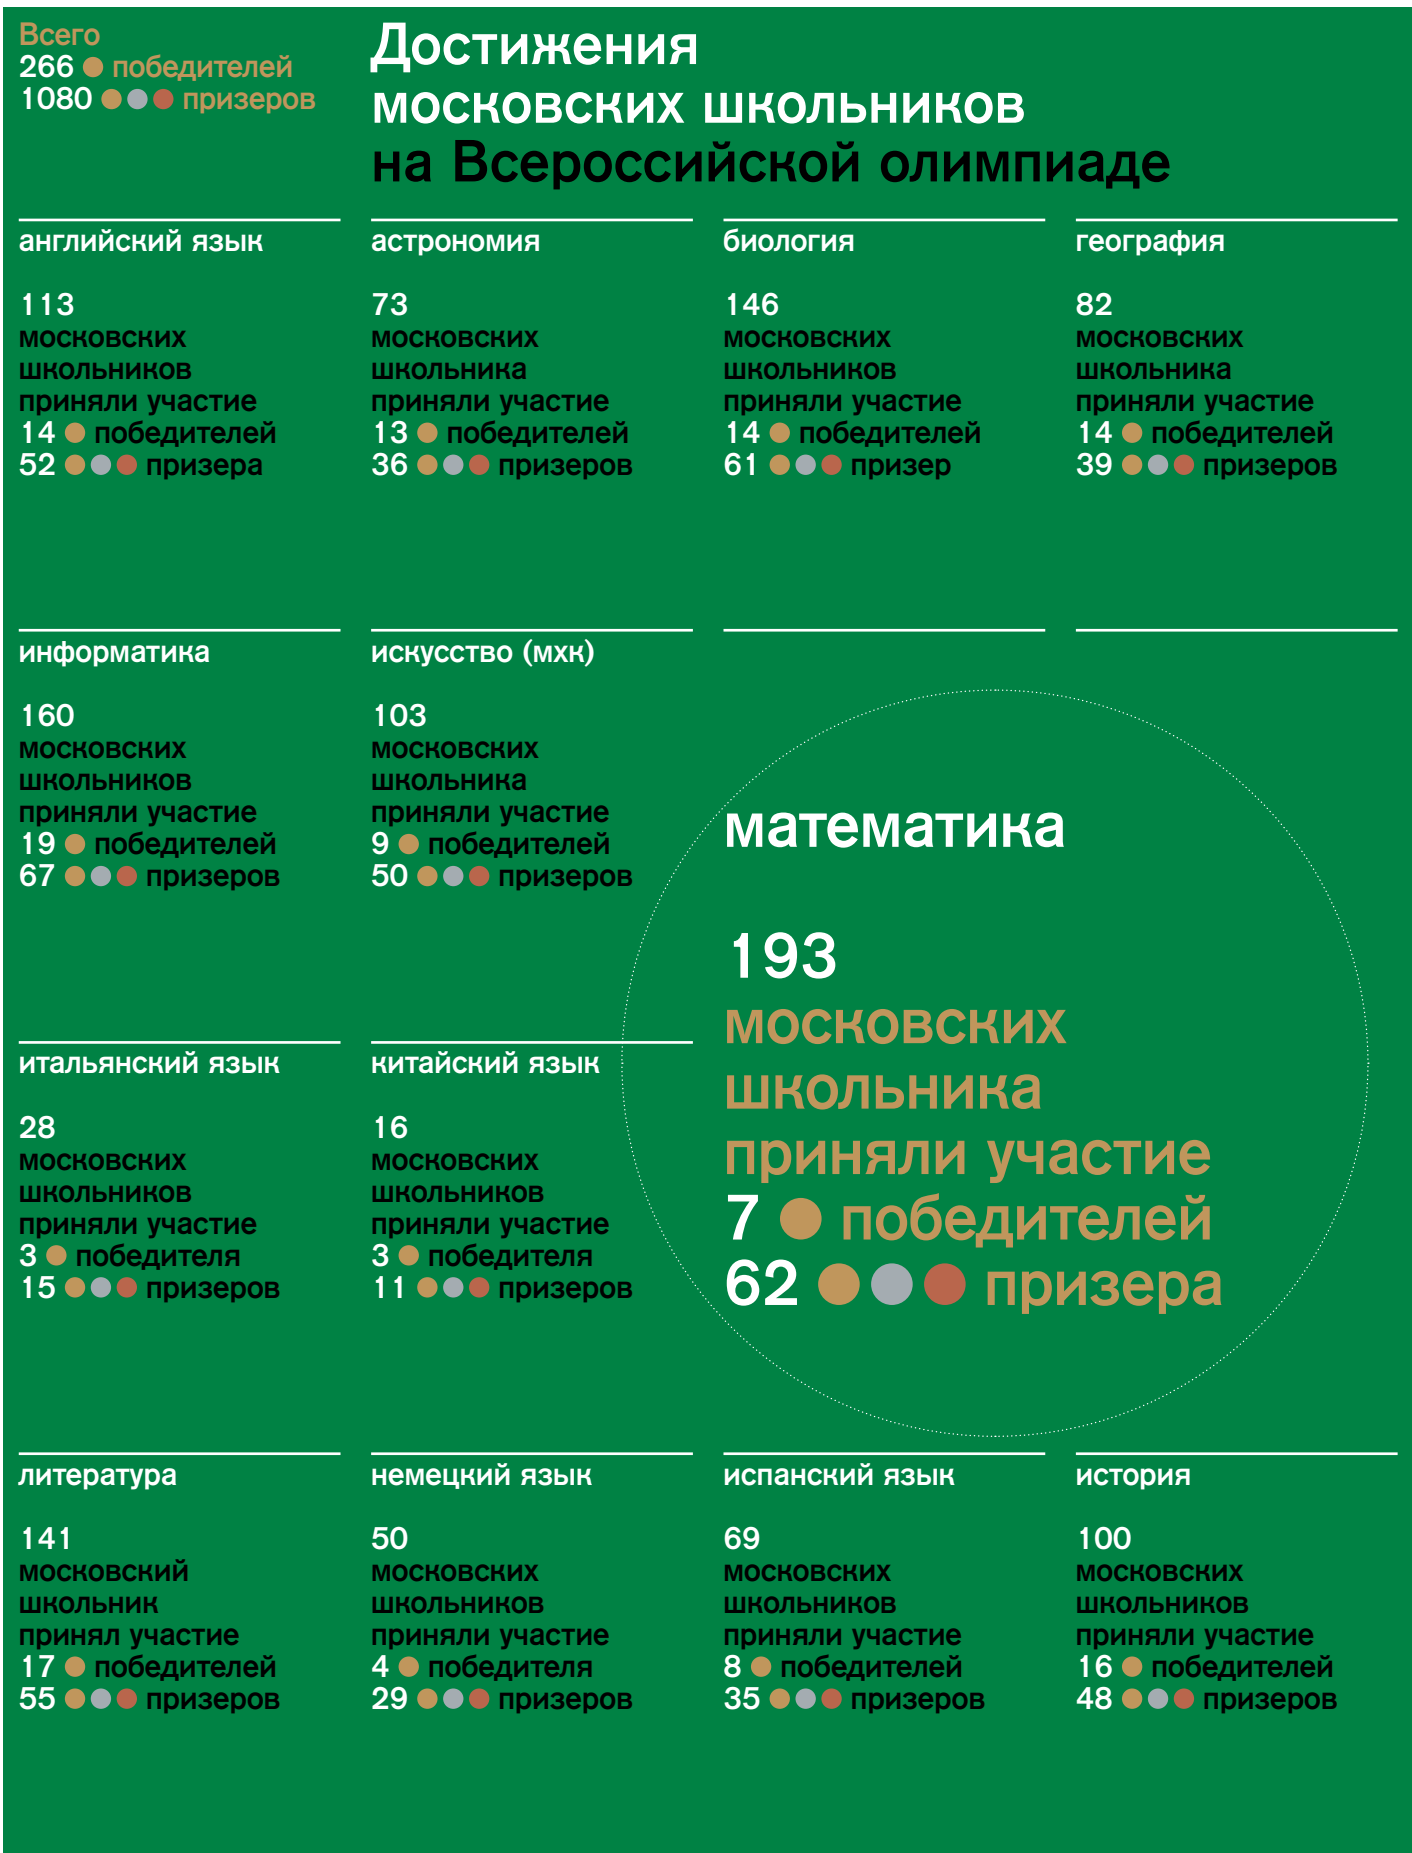 Всего
266 победителей
1080 призеров
Достижения
московских школьников
на Всероссийской олимпиаде
английский язык
113
московских
школьников
приняли участие
14 победителей
52 призера
астрономия
73
московских
школьника
приняли участие
13 победителей
36 призеров
биология
146
московских
школьников
приняли участие
14 победителей
61 призер
география
82
московских
школьника
приняли участие
14 победителей
39 призеров
информатика
160
московских
школьников
приняли участие
19 победителей
67 призеров
искусство (мхк)
103
московских
школьника
приняли участие
9 победителей
50 призеров
математика
193
московских
школьника
приняли участие
7 победителей
62 призера
итальянский язык
28
московских
школьников
приняли участие
3 победителя
15 призеров
китайский язык
16
московских
школьников
приняли участие
3 победителя
11 призеров
литература
141
московский
школьник
принял участие
17 победителей
55 призеров
немецкий язык
50
московских
школьников
приняли участие
4 победителя
29 призеров
испанский язык
69
московских
школьников
приняли участие
8 победителей
35 призеров
история
100
московских
школьников
приняли участие
16 победителей
48 призеров